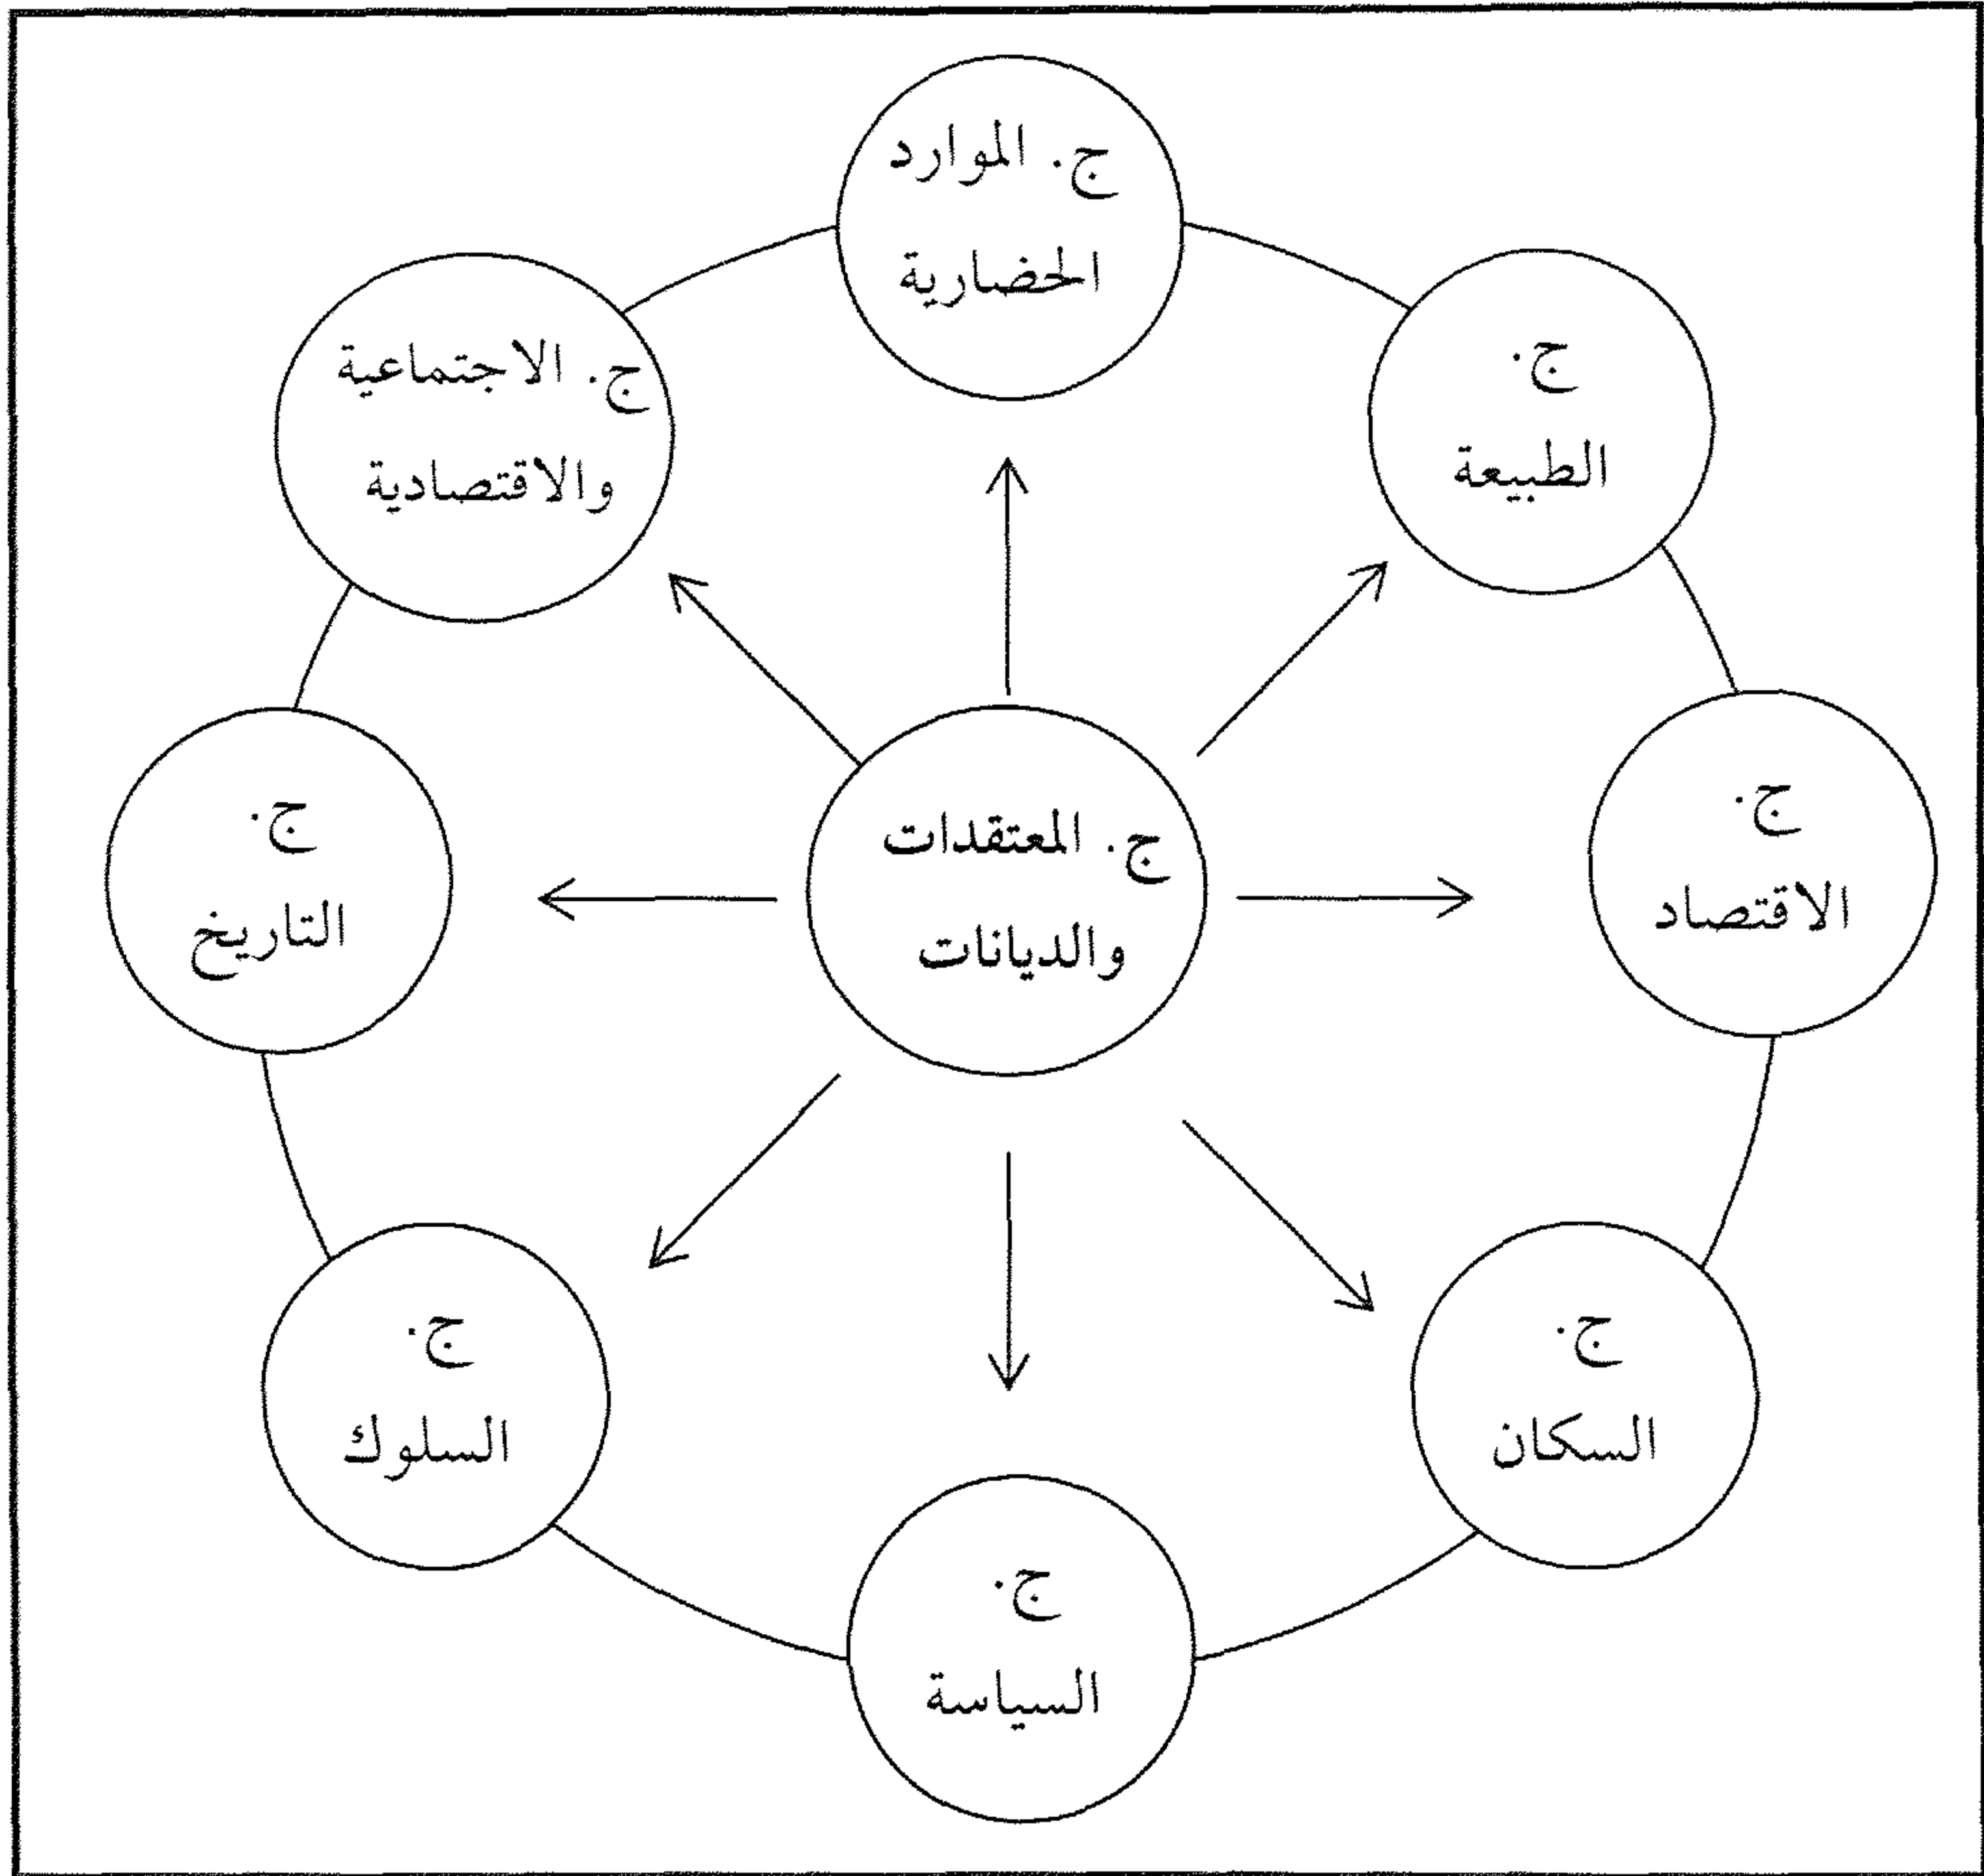 ج. الموارد
الحضارية
ج.
الطبيعة
ج. الاجتماعية
والاقتصادية
ج.
الاقتصاد
ج. المعتقدات
والديانات
ج.
التاريخ
ج.
السكان
ج.
السلوك
ج.
السياسة